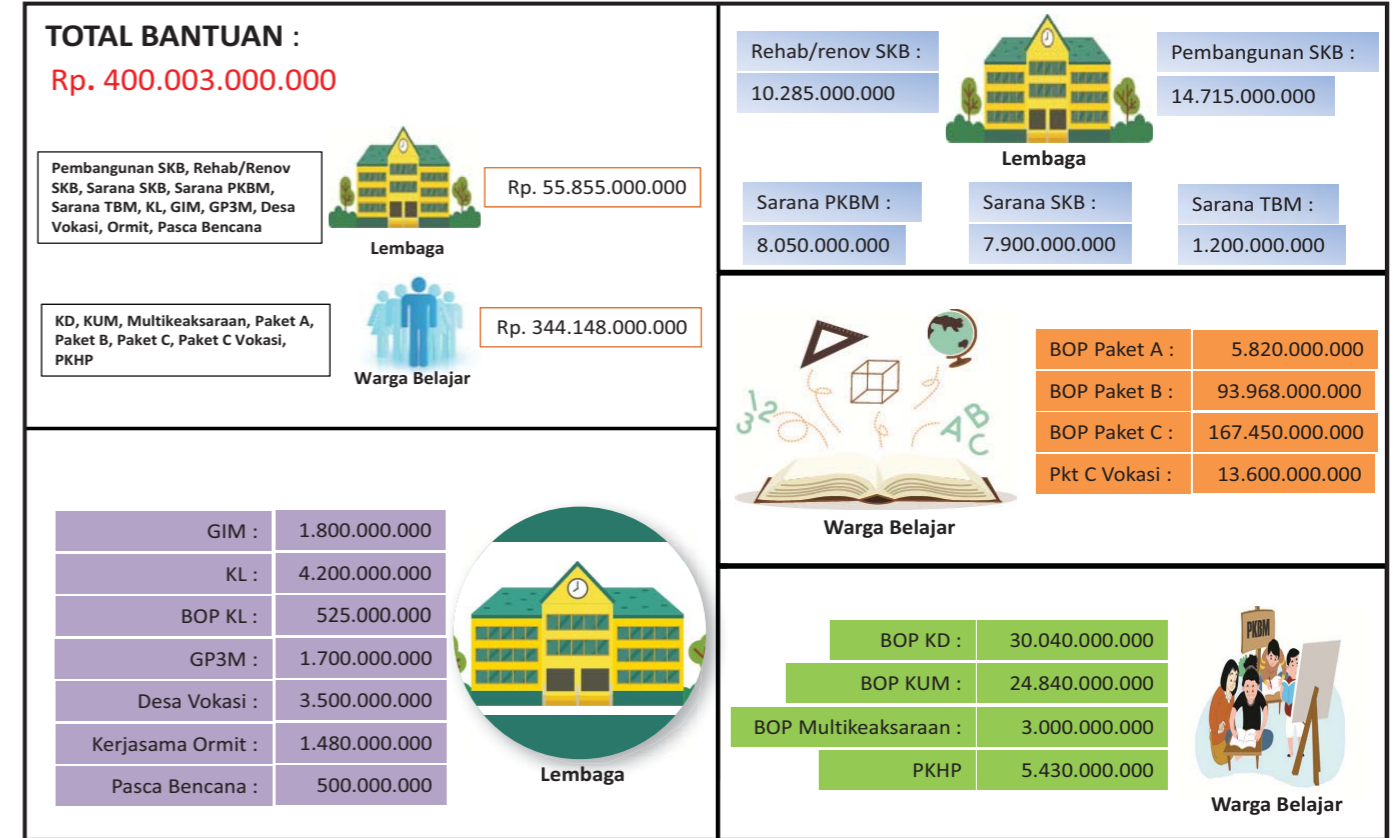 TOTAL BANTUAN :
Rp. 400.003.000.000
Pembangunan SKB, Rehab/Renov
SKB, Sarana SKB, Sarana PKBM,
Sarana TBM, KL, GIM, GP3M, Desa
Vokasi, Ormit, Pasca Bencana
Lembaga
Rp. 55.855.000.000
KD, KUM, Multikeaksaraan, Paket A,
Paket B, Paket C, Paket C Vokasi,
PKHP
Warga Belajar
Rp. 344.148.000.000
Rehab/renov SKB :
10.285.000.000
Pembangunan SKB :
14.715.000.000
Lembaga
Sarana PKBM :
8.050.000.000
Sarana SKB :
7.900.000.000
Sarana TBM :
1.200.000.000
1 2 3
A B C
Warga Belajar
BOP Paket A : 5.820.000.000
BOP Paket B : 93.968.000.000
BOP Paket C : 167.450.000.000
Pkt C Vokasi : 13.600.000.000
GIM : 1.800.000.000
KL : 4.200.000.000
BOP KL : 525.000.000
GP3M : 1.700.000.000
Desa Vokasi : 3.500.000.000
Kerjasama Ormit : 1.480.000.000
Pasca Bencana : 500.000.000
Lembaga
BOP KD : 30.040.000.000
BOP KUM : 24.840.000.000
BOP Multikeaksaraan : 3.000.000.000
PKHP 5.430.000.000
PKBM
Warga Belajar